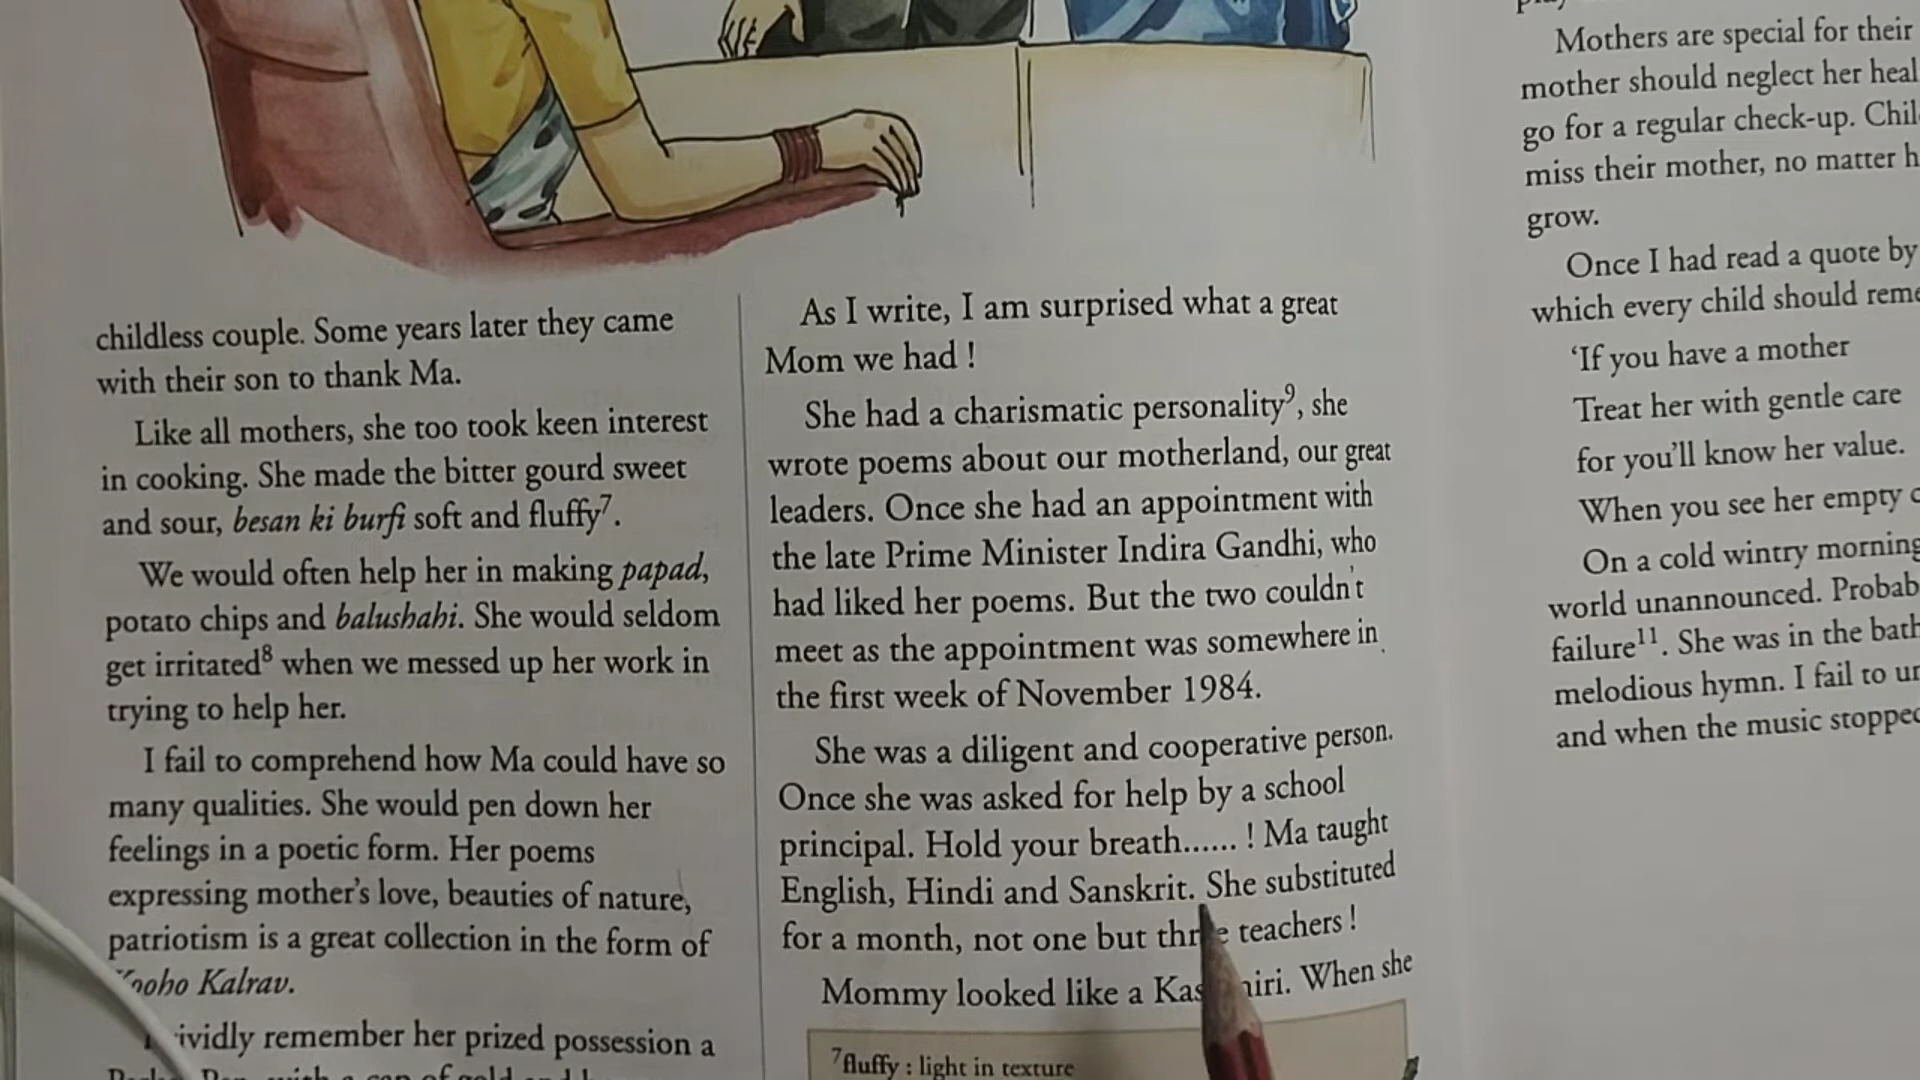 childless couple. Some years later they came
with their son to thank Ma.
Like all mothers, she too took keen interest
in cooking. She made the bitter gourd sweet
and sour, besan ki burfi soft and fluffy⁷.
We would often help her in making papad,
potato chips and balushahi. She would seldom
get irritated⁸ when we messed up her work in
trying to help her.
I fail to comprehend how Ma could have so
many qualities. She would pen down her
feelings in a poetic form. Her poems
expressing mother's love, beauties of nature,
patriotism is a great collection in the form of
Kalrav.
remember her prized possession a
As I write, I am surprised what a great
Mom we had !
She had a charismatic personality⁹, she
wrote poems about our motherland, our great
leaders. Once she had an appointment with
the late Prime Minister Indira Gandhi, who
had liked her poems. But the two couldn't
meet as the appointment was somewhere in
the first week of November 1984.
She was a diligent and cooperative person.
Once she was asked for help by a school
principal. Hold your breath...... ! Ma taught
English, Hindi and Sanskrit. She substituted
for a month, not one but three teachers !
Mommy looked like a When she
⁷fluffy : light in texture
Mothers are special for their
mother should neglect her
go for a regular check-up.
miss their mother, no matter
grow.
Once I had read a quote by
which every child should
'If you have a mother
Treat her with gentle care
for you'll know her value.
When you see her empty
On a cold wintry morning
world unannounced.
failure¹¹. She was in the
melodious hymn. I fail to
and when the music